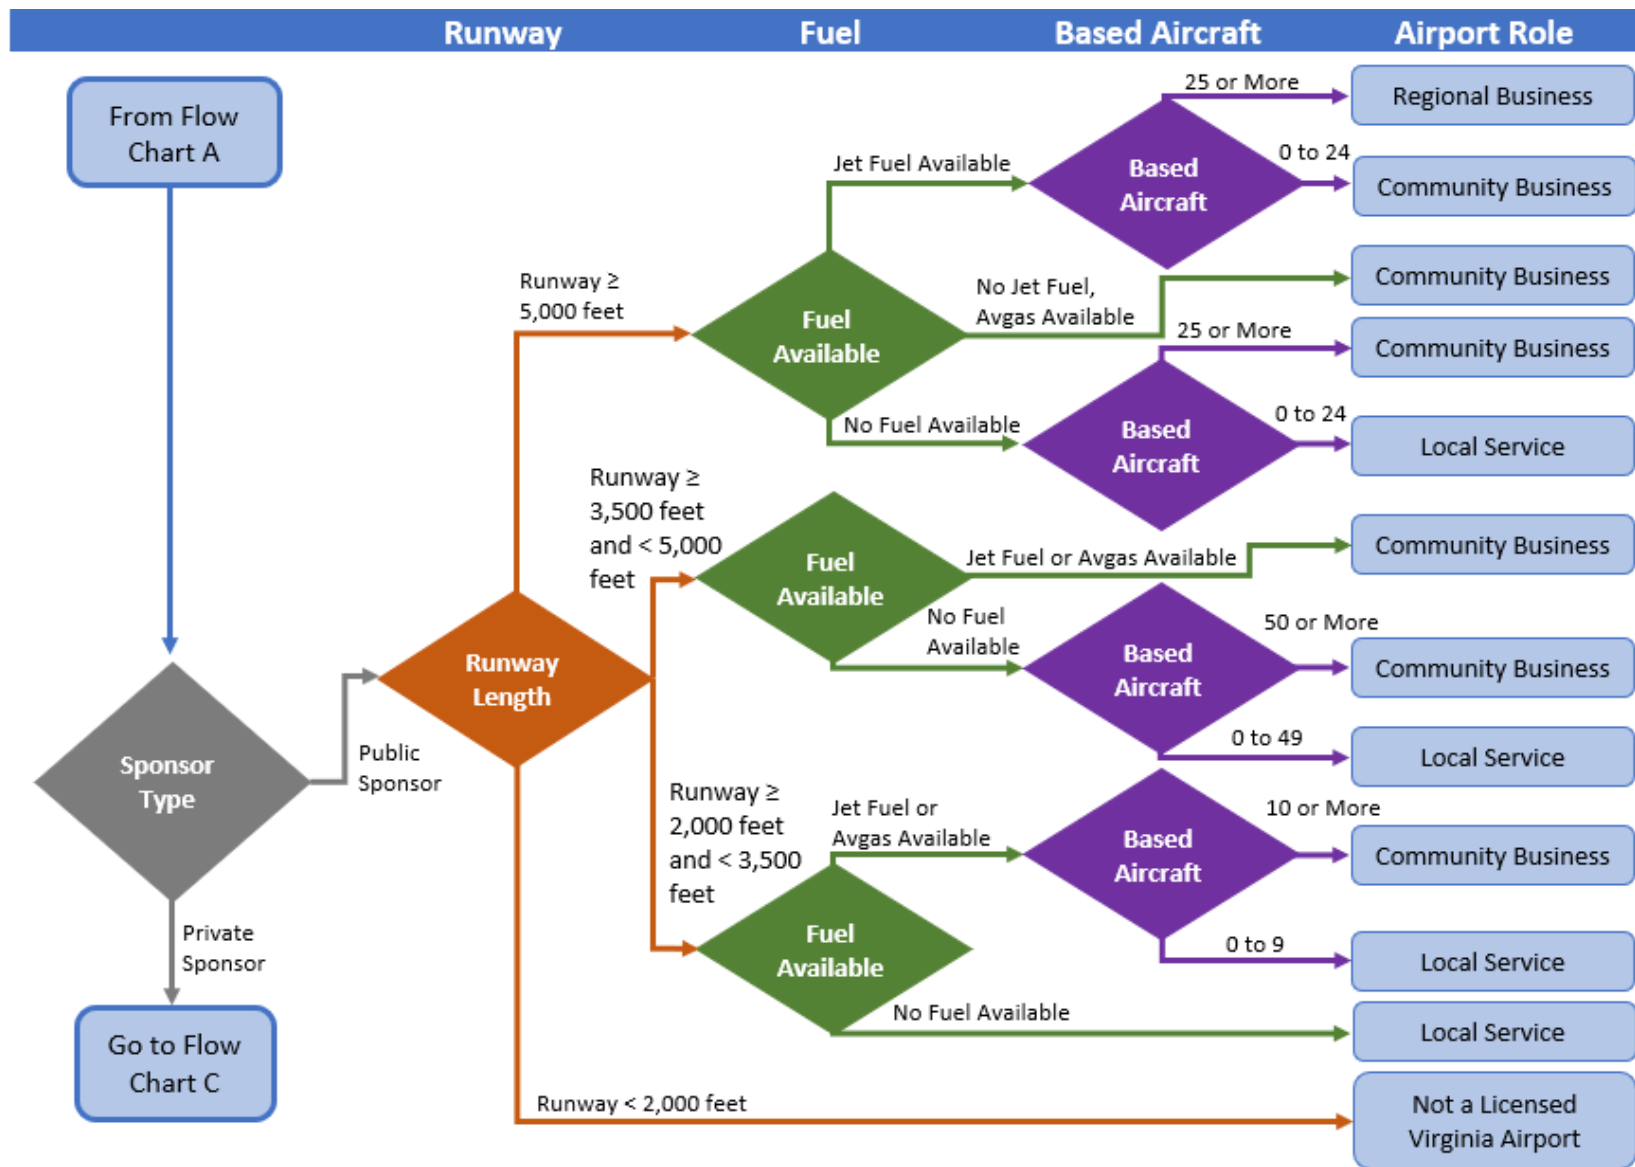 Runway
Fuel
Based Aircraft
Airport Role
From Flow
Chart A
Sponsor
Type
Public
Sponsor
Private
Sponsor
Go to Flow
Chart C
Runway
Length
Runway ≥
5,000 feet
Fuel
Available
Jet Fuel Available
Based
Aircraft
25 or More
Regional Business
0 to 24
Community Business
No Jet Fuel,
Avgas Available
Community Business
No Fuel Available
Based
Aircraft
25 or More
Community Business
0 to 24
Local Service
Runway ≥
3,500 feet
and < 5,000
feet
Fuel
Available
Jet Fuel or Avgas Available
Community Business
No Fuel
Available
Based
Aircraft
50 or More
Community Business
0 to 49
Local Service
Runway ≥
2,000 feet
and < 3,500
feet
Fuel
Available
Jet Fuel or
Avgas Available
Based
Aircraft
10 or More
Community Business
0 to 9
Local Service
No Fuel Available
Local Service
Runway < 2,000 feet
Not a Licensed
Virginia Airport